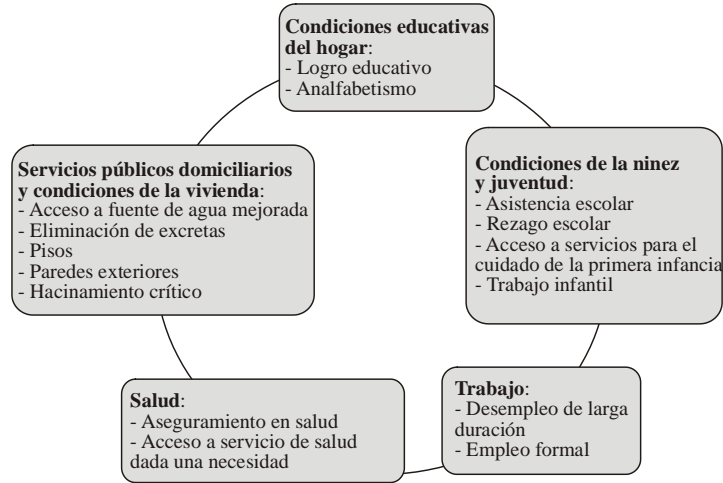 Condiciones educativas
del hogar:
- Logro educativo
- Analfabetismo
Servicios públicos domiciliarios
y condiciones de la vivienda:
- Acceso a fuente de agua mejorada
- Eliminación de excretas
- Pisos
- Paredes exteriores
- Hacinamiento crítico
Condiciones de la ninez
y juventud:
- Asistencia escolar
- Rezago escolar
- Acceso a servicios para el
cuidado de la primera infancia
- Trabajo infantil
Salud:
- Aseguramiento en salud
- Acceso a servicio de salud
dada una necesidad
Trabajo:
- Desempleo de larga
duración
- Empleo formal